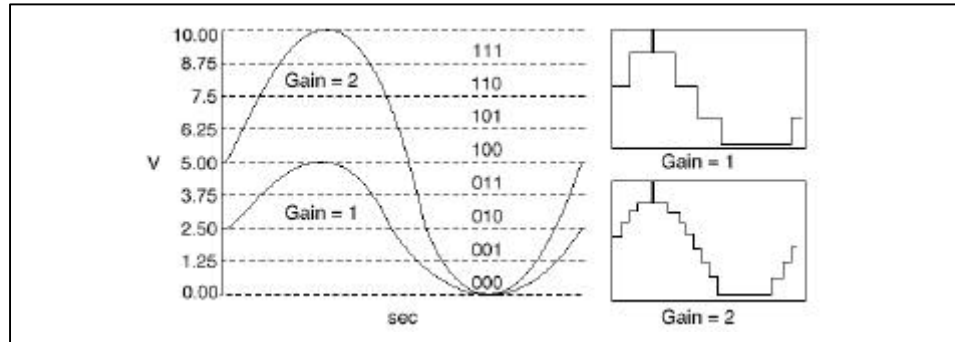 10.00
111
8.75
Gain = 2
110
7.5
101
6.25
100
V
5.00
011
3.75
Gain = 1
010
2.50
001
1.25
000
0.00
sec
Gain = 1
Gain = 2